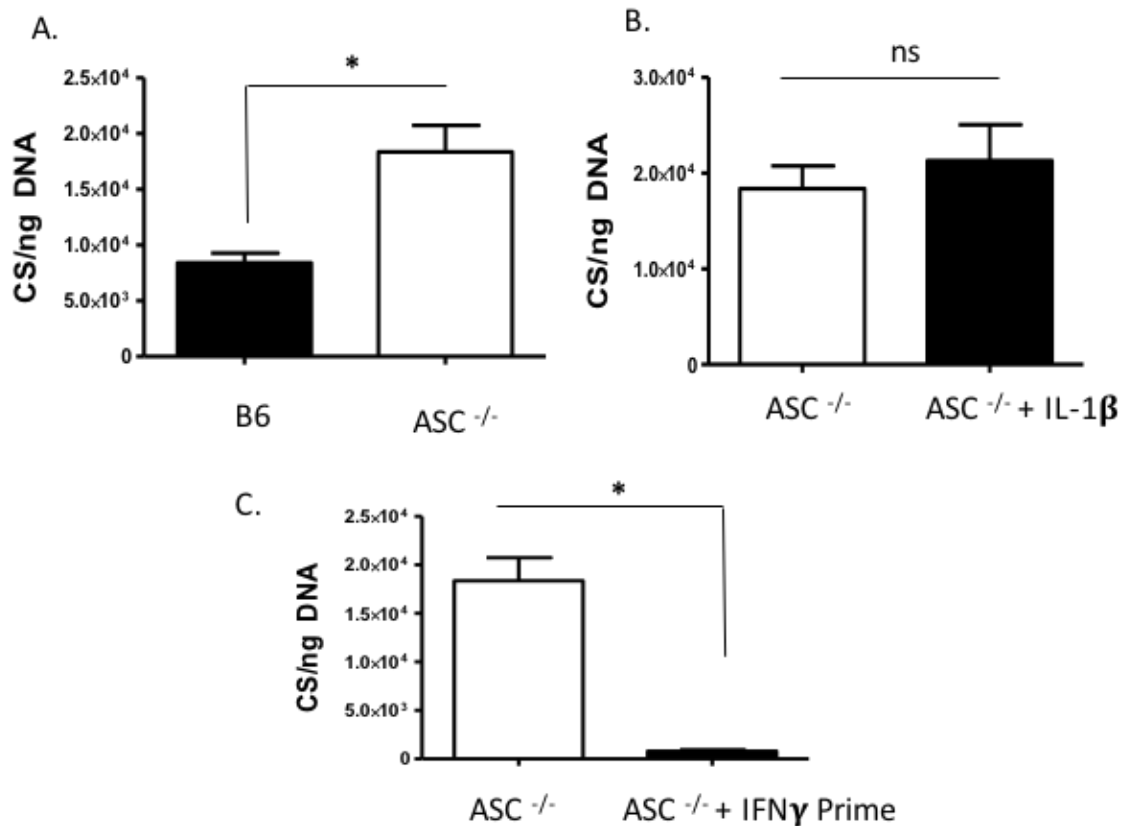 A.
*
CS/ng DNA
2.5×10⁴
2.0×10⁴
1.5×10⁴
1.0×10⁴
5.0×10³
0
B6
ASC -/-
B.
ns
CS/ng DNA
3.0×10⁴
2.0×10⁴
1.0×10⁴
0
ASC -/-
ASC -/- + IL-1β
C.
*
CS/ng DNA
2.5×10⁴
2.0×10⁴
1.5×10⁴
1.0×10⁴
5.0×10³
0
ASC -/-
ASC -/- + IFNγ Prime